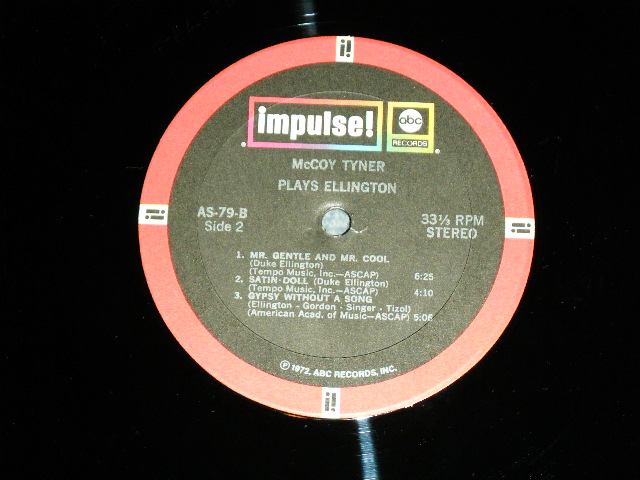 impulse!
abc
RECORDS
McCOY TYNER
PLAYS ELLINGTON
AS-79-B
Side 2
33⅓ RPM
STEREO
1. MR. GENTLE AND MR. COOL
(Duke Ellington)
(Tempo Music, Inc.—ASCAP) 6:25
2. SATIN DOLL (Duke Ellington)
(Tempo Music, Inc.—ASCAP) 4:10
3. GYPSY WITHOUT A SONG
(Ellington - Gordon - Singer - Tizol)
(American Acad. of Music—ASCAP) 5:06
℗ 1972, ABC RECORDS, INC.